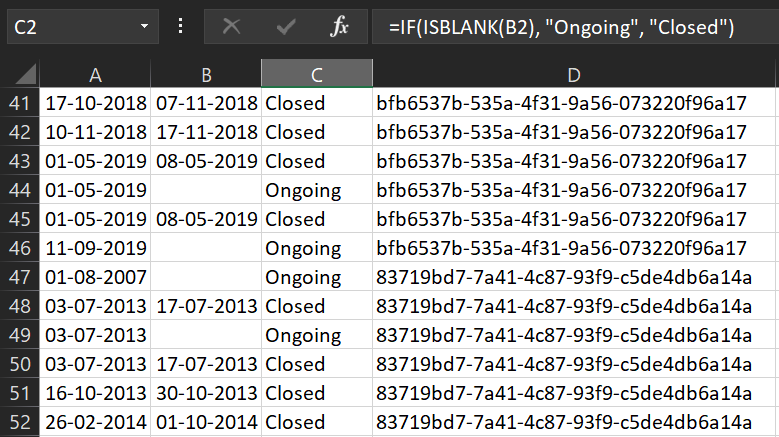 C2 fx =IF(ISBLANK(B2), "Ongoing", "Closed")
A B C D
41 17-10-2018 07-11-2018 Closed bfb6537b-535a-4f31-9a56-073220f96a17
42 10-11-2018 17-11-2018 Closed bfb6537b-535a-4f31-9a56-073220f96a17
43 01-05-2019 08-05-2019 Closed bfb6537b-535a-4f31-9a56-073220f96a17
44 01-05-2019 Ongoing bfb6537b-535a-4f31-9a56-073220f96a17
45 01-05-2019 08-05-2019 Closed bfb6537b-535a-4f31-9a56-073220f96a17
46 11-09-2019 Ongoing bfb6537b-535a-4f31-9a56-073220f96a17
47 01-08-2007 Ongoing 83719bd7-7a41-4c87-93f9-c5de4db6a14a
48 03-07-2013 17-07-2013 Closed 83719bd7-7a41-4c87-93f9-c5de4db6a14a
49 03-07-2013 Ongoing 83719bd7-7a41-4c87-93f9-c5de4db6a14a
50 03-07-2013 17-07-2013 Closed 83719bd7-7a41-4c87-93f9-c5de4db6a14a
51 16-10-2013 30-10-2013 Closed 83719bd7-7a41-4c87-93f9-c5de4db6a14a
52 26-02-2014 01-10-2014 Closed 83719bd7-7a41-4c87-93f9-c5de4db6a14a